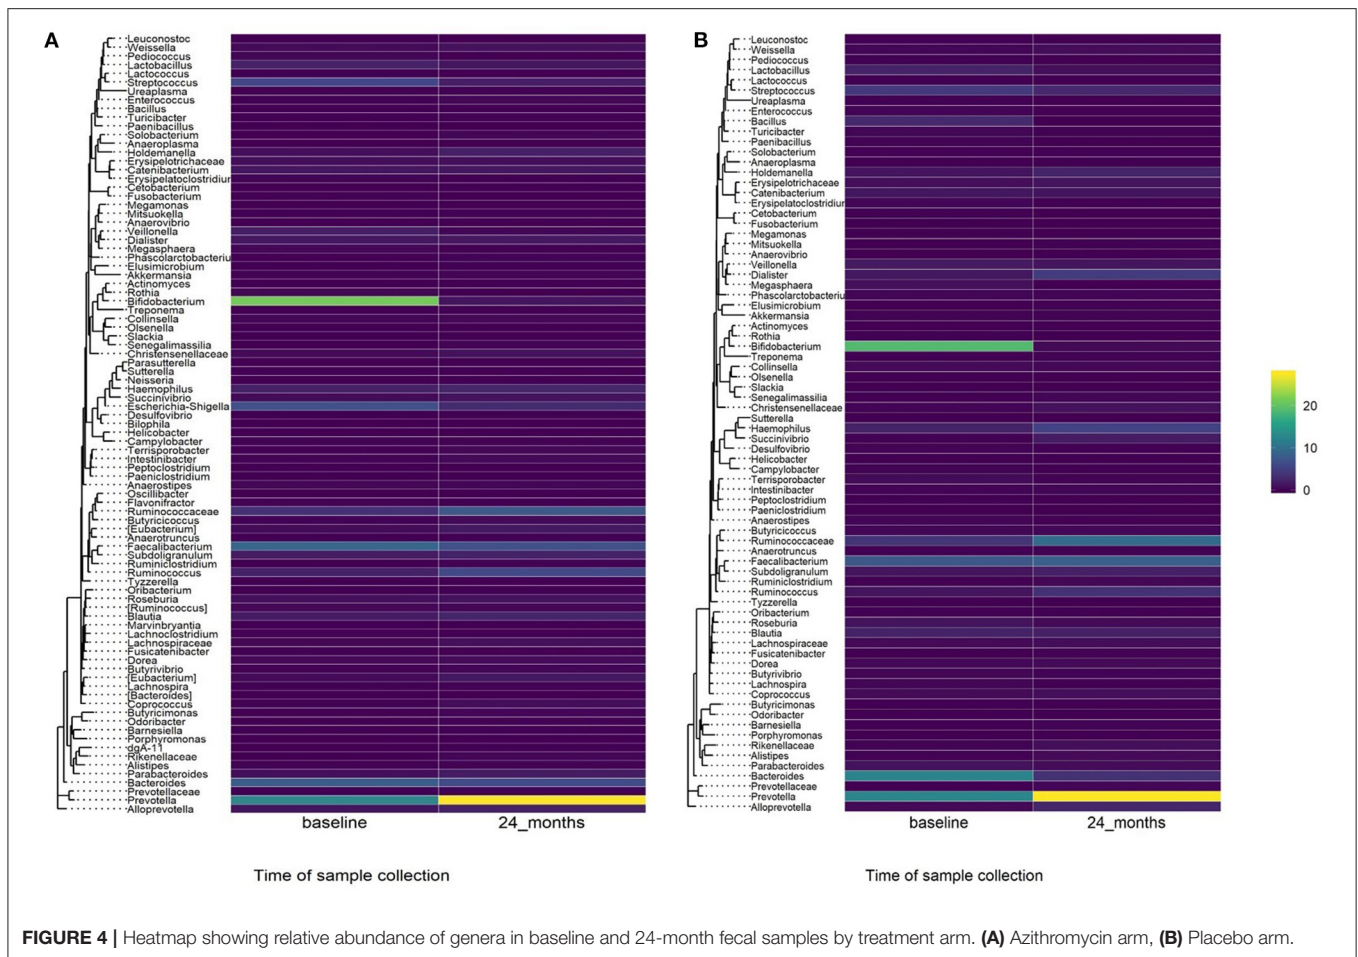 A
Leuconostoc
Weissella
Pediococcus
Lactobacillus
Lactococcus
Streptococcus
Ureaplasma
Enterococcus
Bacillus
Turicibacter
Paenibacillus
Solobacterium
Anaeroplasma
Holdemanella
Erysipelotrichaceae
Catenibacterium
Erysipelatoclostridiur
Cetobacterium
Fusobacterium
Megamonas
Mitsuokella
Anaerovibrio
Veillonella
Dialister
Megasphaera
Phascolarctobacteriu
Elusimicrobium
Akkermansia
Actinomyces
Rothia
Bifidobacterium
Treponema
Collinsella
Olsenella
Slackia
Senegalimassilia
Christensenellaceae
Parasutterella
Sutterella
Neisseria
Haemophilus
Succinivibrio
Escherichia-Shigella
Desulfovibrio
Bilophila
Helicobacter
Campylobacter
Terrisporobacter
Intestinibacter
Peptoclostridium
Paeniclostridium
Anaerostipes
Oscillibacter
Flavonifractor
Ruminococcaceae
Butyricicoccus
[Eubacterium]
Anaerotruncus
Faecalibacterium
Subdoligranulum
Ruminiclostridium
Ruminococcus
Tyzzerella
Oribacterium
Roseburia
[Ruminococcus]
Blautia
Marvinbryantia
Lachnoclostridium
Lachnospiraceae
Fusicatenibacter
Dorea
Butyrivibrio
[Eubacterium]
Lachnospira
[Bacteroides]
Coprococcus
Butyricimonas
Odoribacter
Barnesiella
Porphyromonas
dgA-11
Rikenellaceae
Alistipes
Parabacteroides
Bacteroides
Prevotellaceae
Prevotella
Alloprevotella
baseline 24_months
Time of sample collection
B
Leuconostoc
Weissella
Pediococcus
Lactobacillus
Lactococcus
Streptococcus
Ureaplasma
Enterococcus
Bacillus
Turicibacter
Paenibacillus
Solobacterium
Anaeroplasma
Holdemanella
Erysipelotrichaceae
Catenibacterium
Erysipelatoclostridiur
Cetobacterium
Fusobacterium
Megamonas
Mitsuokella
Anaerovibrio
Veillonella
Dialister
Megasphaera
Phascolarctobacteriu
Elusimicrobium
Akkermansia
Actinomyces
Rothia
Bifidobacterium
Treponema
Collinsella
Olsenella
Slackia
Senegalimassilia
Christensenellaceae
Sutterella
Haemophilus
Succinivibrio
Desulfovibrio
Helicobacter
Campylobacter
Terrisporobacter
Intestinibacter
Peptoclostridium
Paeniclostridium
Anaerostipes
Butyricicoccus
Ruminococcaceae
Anaerotruncus
Faecalibacterium
Subdoligranulum
Ruminiclostridium
Ruminococcus
Tyzzerella
Oribacterium
Roseburia
Blautia
Lachnospiraceae
Fusicatenibacter
Dorea
Butyrivibrio
Lachnospira
Coprococcus
Butyricimonas
Odoribacter
Barnesiella
Porphyromonas
Rikenellaceae
Alistipes
Parabacteroides
Bacteroides
Prevotellaceae
Prevotella
Alloprevotella
baseline 24_months
Time of sample collection
20
10
0
FIGURE 4 | Heatmap showing relative abundance of genera in baseline and 24-month fecal samples by treatment arm. (A) Azithromycin arm, (B) Placebo arm.